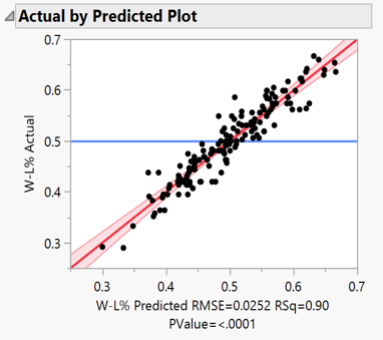 Actual by Predicted Plot
0.7
0.6
0.5
0.4
0.3
W-L% Actual
0.3 0.4 0.5 0.6 0.7
W-L% Predicted RMSE=0.0252 RSq=0.90
PValue=<.0001